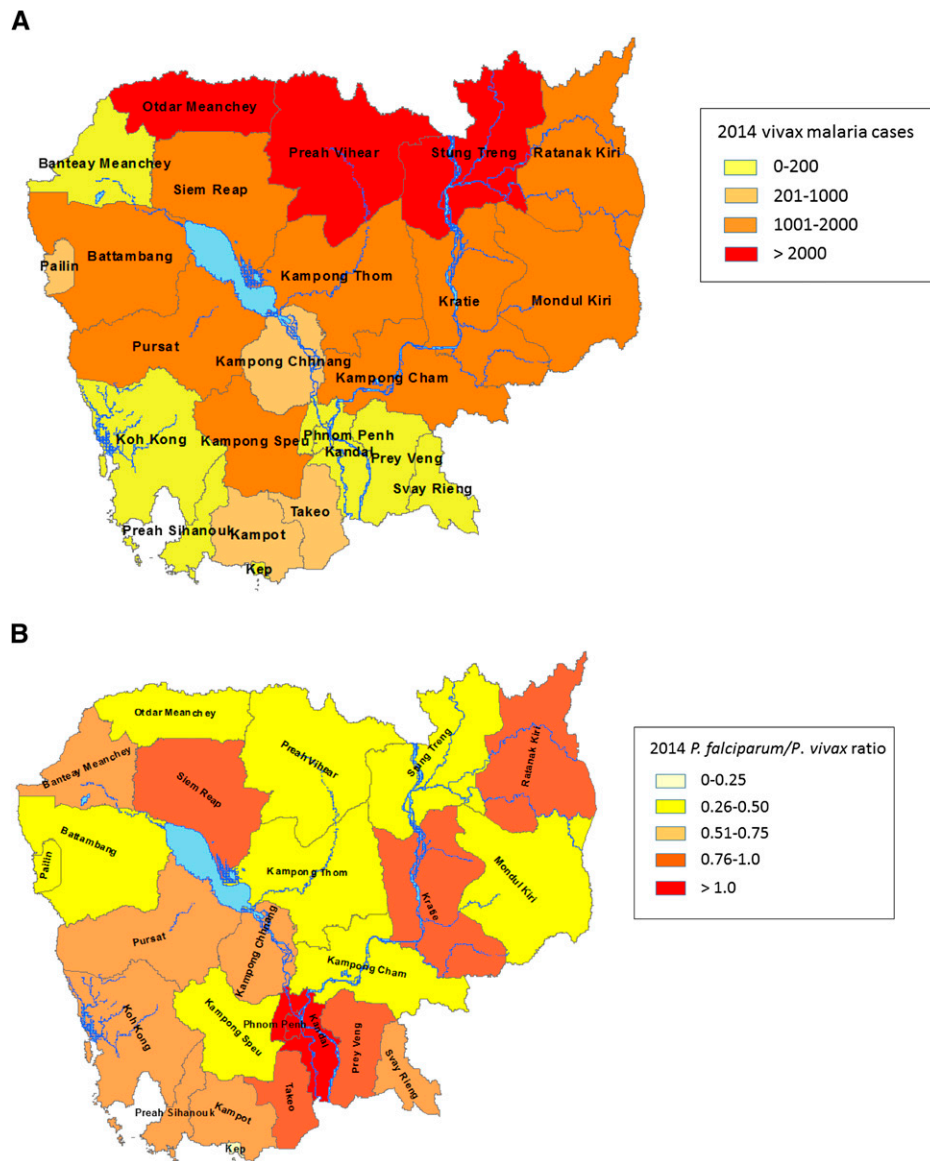 A
Otdar Meanchey
Preah Vihear
Stung Treng
Ratanak Kiri
Banteay Meanchey
Siem Reap
Battambang
Pailin
Kampong Thom
Kratie
Mondul Kiri
Pursat
Kampong Chhnang
Kampong Cham
Koh Kong
Kampong Speu
Phnom Penh
Kandal
Prey Veng
Svay Rieng
Takeo
Preah Sihanouk
Kampot
Kep
2014 vivax malaria cases
0-200
201-1000
1001-2000
> 2000
B
Otdar Meanchey
Preah Vihear
Stung Treng
Ratanak Kiri
Banteay Meanchey
Siem Reap
Battambang
Pailin
Kampong Thom
Kratie
Mondul Kiri
Pursat
Kampong Chhnang
Kampong Cham
Koh Kong
Kampong Speu
Phnom Penh
Kandal
Prey Veng
Svay Rieng
Takeo
Preah Sihanouk
Kampot
Kep
2014 P. falciparum/P. vivax ratio
0-0.25
0.26-0.50
0.51-0.75
0.76-1.0
> 1.0